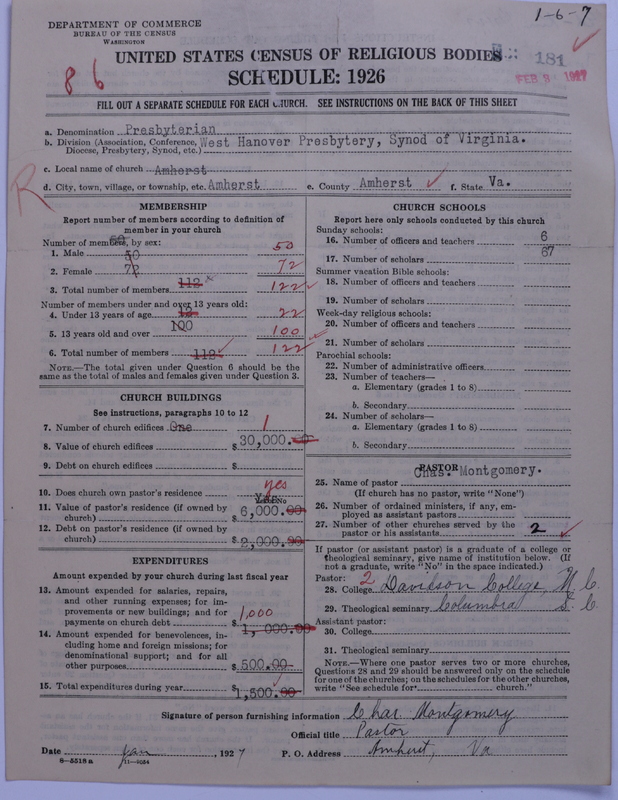 DEPARTMENT OF COMMERCE
BUREAU OF THE CENSUS
WASHINGTON
1-6-7
UNITED STATES CENSUS OF RELIGIOUS BODIES
181
SCHEDULE: 1926
86
FEB 3 1927
FILL OUT A SEPARATE SCHEDULE FOR EACH CHURCH. SEE INSTRUCTIONS ON THE BACK OF THIS SHEET
a. Denomination Presbyterian
b. Division (Association, Conference, Diocese, Presbytery, Synod, etc.) West Hanover Presbytery, Synod of Virginia.
c. Local name of church Amherst
R
d. City, town, village, or township, etc. Amherst e. County Amherst f. State Va.
MEMBERSHIP
Report number of members according to definition of
member in your church
Number of members, by sex:
1. Male 50 50
2. Female 72 72
3. Total number of members 112 122
Number of members under and over 13 years old:
4. Under 13 years of age 12 22
5. 13 years old and over 100 100
6. Total number of members 112 122
NOTE.—The total given under Question 6 should be
same as the total of males and females given under Question 3.
CHURCH BUILDINGS
See instructions, paragraphs 10 to 12
7. Number of church edifices One 1
8. Value of church edifices $30,000.00
9. Debt on church edifices $
10. Does church own pastor's residence yes
Yes or No
11. Value of pastor's residence (if owned by
church) $6,000.00
12. Debt on pastor's residence (if owned by
church) $2,000.00
EXPENDITURES
Amount expended by your church during last fiscal year
13. Amount expended for salaries, repairs,
and other running expenses; for im-
provements or new buildings; and for
payments on church debt $1,000.00
1,000
14. Amount expended for benevolences, in-
cluding home and foreign missions; for
denominational support; and for all
other purposes $500.00
15. Total expenditures during year $1,500.00
CHURCH SCHOOLS
Report here only schools conducted by this church
Sunday schools:
16. Number of officers and teachers 6
17. Number of scholars 67
Summer vacation Bible schools:
18. Number of officers and teachers
19. Number of scholars
Week-day religious schools:
20. Number of officers and teachers
21. Number of scholars
Parochial schools:
22. Number of administrative officers
23. Number of teachers—
a. Elementary (grades 1 to 8)
b. Secondary
24. Number of scholars—
a. Elementary (grades 1 to 8)
b. Secondary
PASTOR
25. Name of pastor Chas. Montgomery.
(If church has no pastor, write "None")
26. Number of ordained ministers, if any, em-
ployed as assistant pastors
27. Number of other churches served by the
pastor or his assistants 2
If pastor (or assistant pastor) is a graduate of a college or
theological seminary, give name of institution below. (If
not a graduate, write "No" in the space indicated.)
Pastor: 2
28. College Davidson College, N.C.
29. Theological seminary Columbia S.C.
Assistant pastor:
30. College
31. Theological seminary
NOTE.—Where one pastor serves two or more churches,
Questions 28 and 29 should be answered only on the schedule
for one of the churches; on the schedules for the other churches,
write "See schedule for church."
Signature of person furnishing information Chas. Montgomery
Official title Pastor
Date Jan 1927 P. O. Address Amherst, Va
8-5518a 11-9084